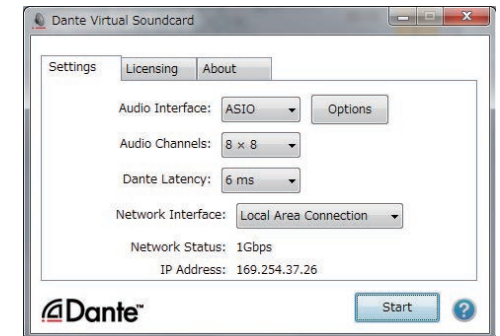 Dante Virtual Soundcard
Settings Licensing About
Audio Interface: ASIO Options
Audio Channels: 8 × 8
Dante Latency: 6 ms
Network Interface: Local Area Connection
Network Status: 1Gbps
IP Address: 169.254.37.26
Dante™ Start ?